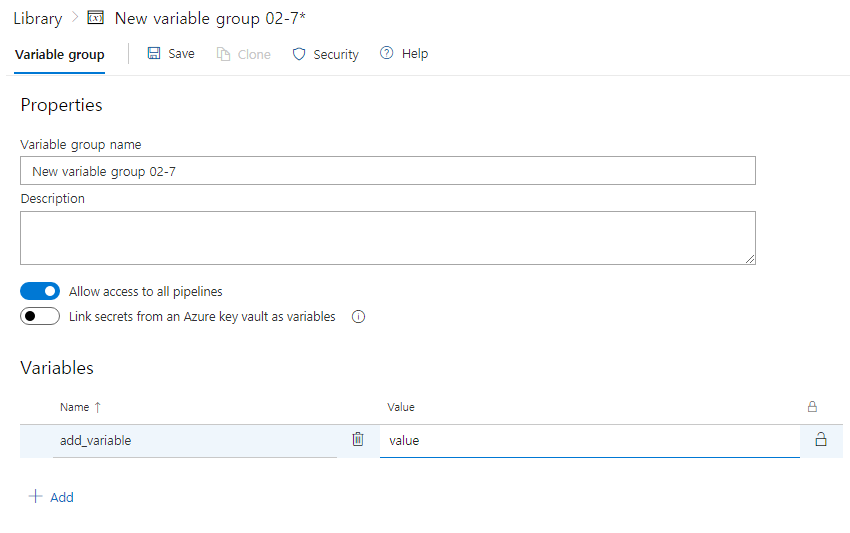 Library > New variable group 02-7*
Variable group Save Clone Security Help
Properties
Variable group name
New variable group 02-7
Description
Allow access to all pipelines
Link secrets from an Azure key vault as variables
Variables
Name ↑ Value
add_variable value
+ Add